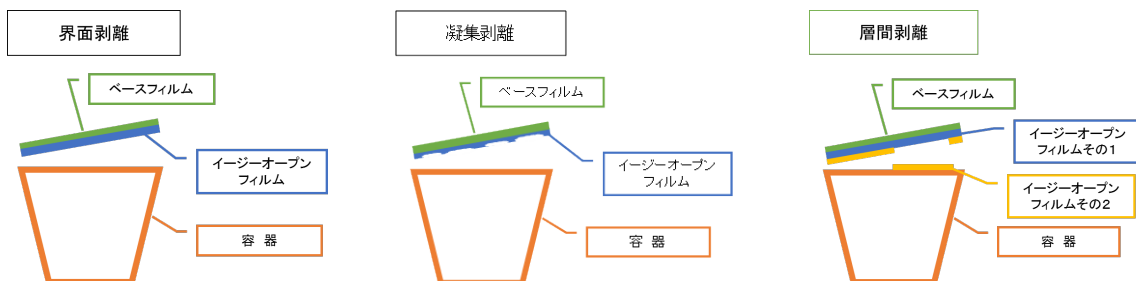 界面剥離
ベースフィルム
イージーオープン
フィルム
容 器
凝集剥離
ベースフィルム
イージーオープン
フィルム
容 器
層間剥離
ベースフィルム
イージーオープン
フィルムその1
イージーオープン
フィルムその2
容 器